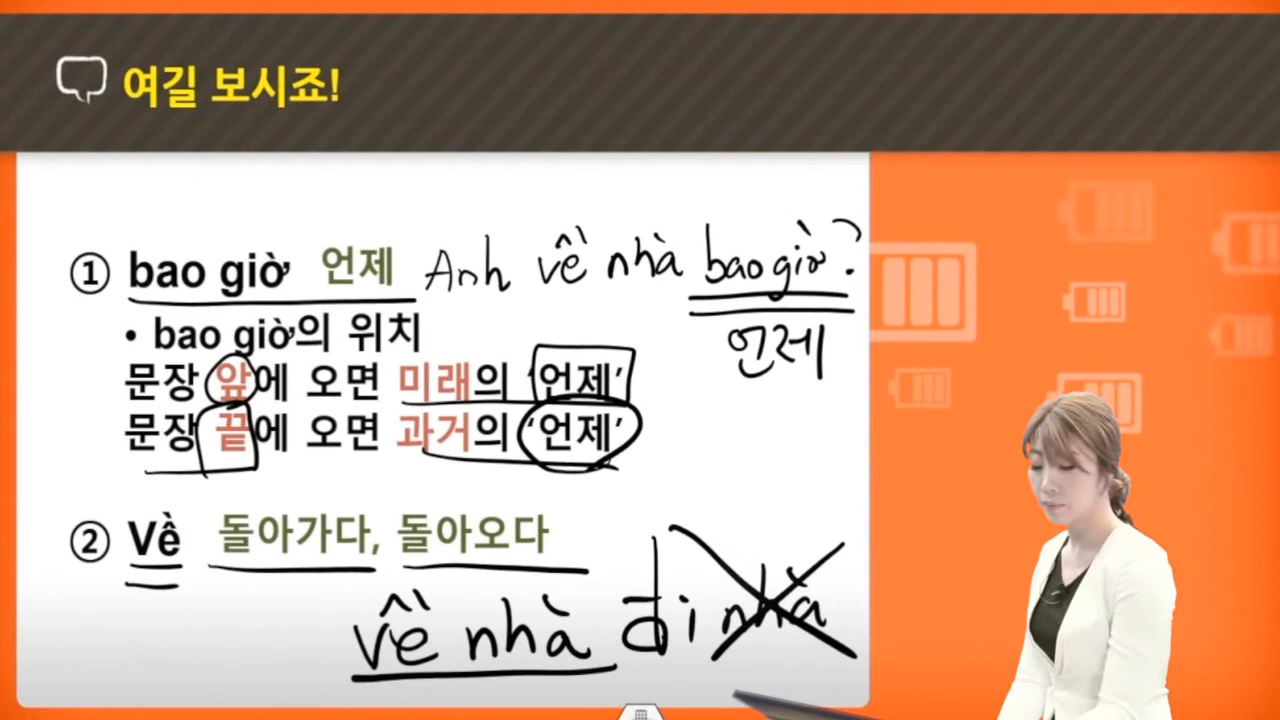 여길 보시죠!
① bao giờ 언제 Anh về nhà bao giờ?
언제
• bao giờ의 위치
문장 앞에 오면 미래의 '언제'
문장 끝에 오면 과거의 '언제'
② Về 돌아가다, 돌아오다
về nhà đi nhà